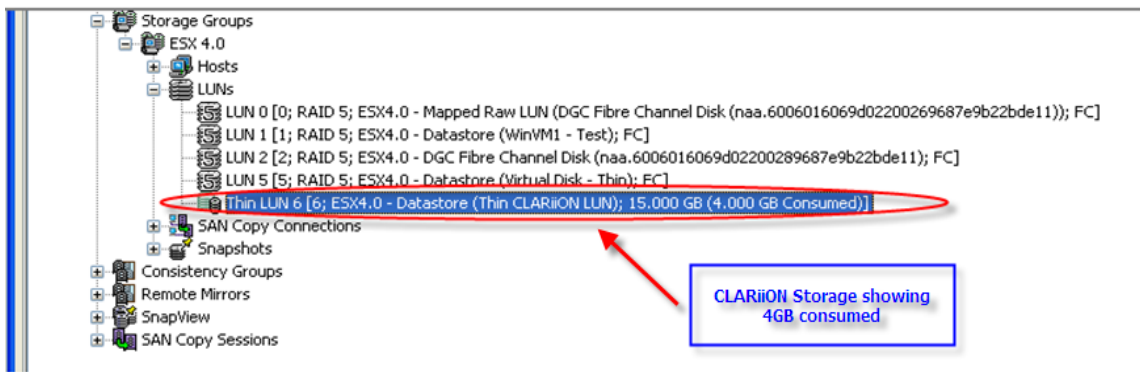 Storage Groups
ESX 4.0
Hosts
LUNs
LUN 0 [0; RAID 5; ESX4.0 - Mapped Raw LUN (DGC Fibre Channel Disk (naa.6006016069d02200269687e9b22bde11)); FC]
LUN 1 [1; RAID 5; ESX4.0 - Datastore (WinVM1 - Test); FC]
LUN 2 [2; RAID 5; ESX4.0 - DGC Fibre Channel Disk (naa.6006016069d02200289687e9b22bde11); FC]
LUN 5 [5; RAID 5; ESX4.0 - Datastore (Virtual Disk - Thin); FC]
Thin LUN 6 [6; ESX4.0 - Datastore (Thin CLARiiON LUN); 15.000 GB (4.000 GB Consumed)]
SAN Copy Connections
Snapshots
Consistency Groups
Remote Mirrors
SnapView
SAN Copy Sessions
CLARiiON Storage showing
4GB consumed